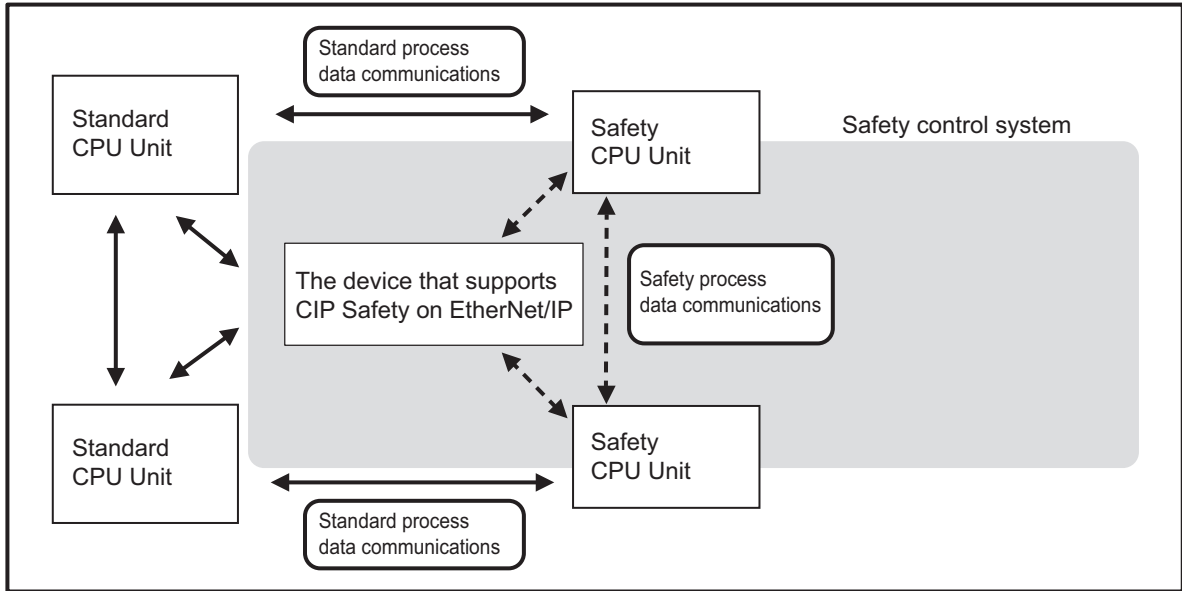 Standard process
data communications
Standard
CPU Unit
Safety
CPU Unit
Safety control system
The device that supports
CIP Safety on EtherNet/IP
Safety process
data communications
Standard
CPU Unit
Safety
CPU Unit
Standard process
data communications